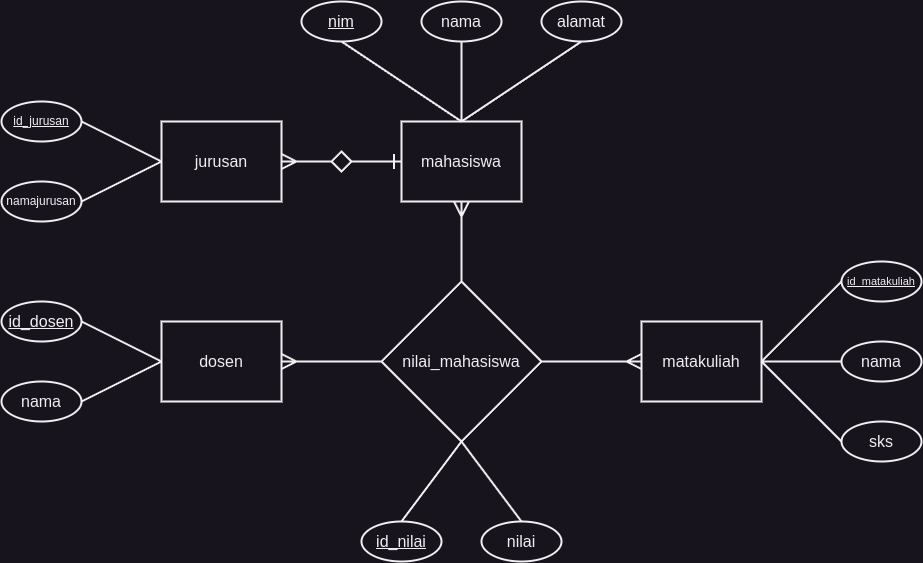 nim
nama
alamat
id_jurusan
jurusan
mahasiswa
namajurusan
id_matakuliah
id_dosen
dosen
nilai_mahasiswa
matakuliah
nama
nama
sks
id_nilai
nilai